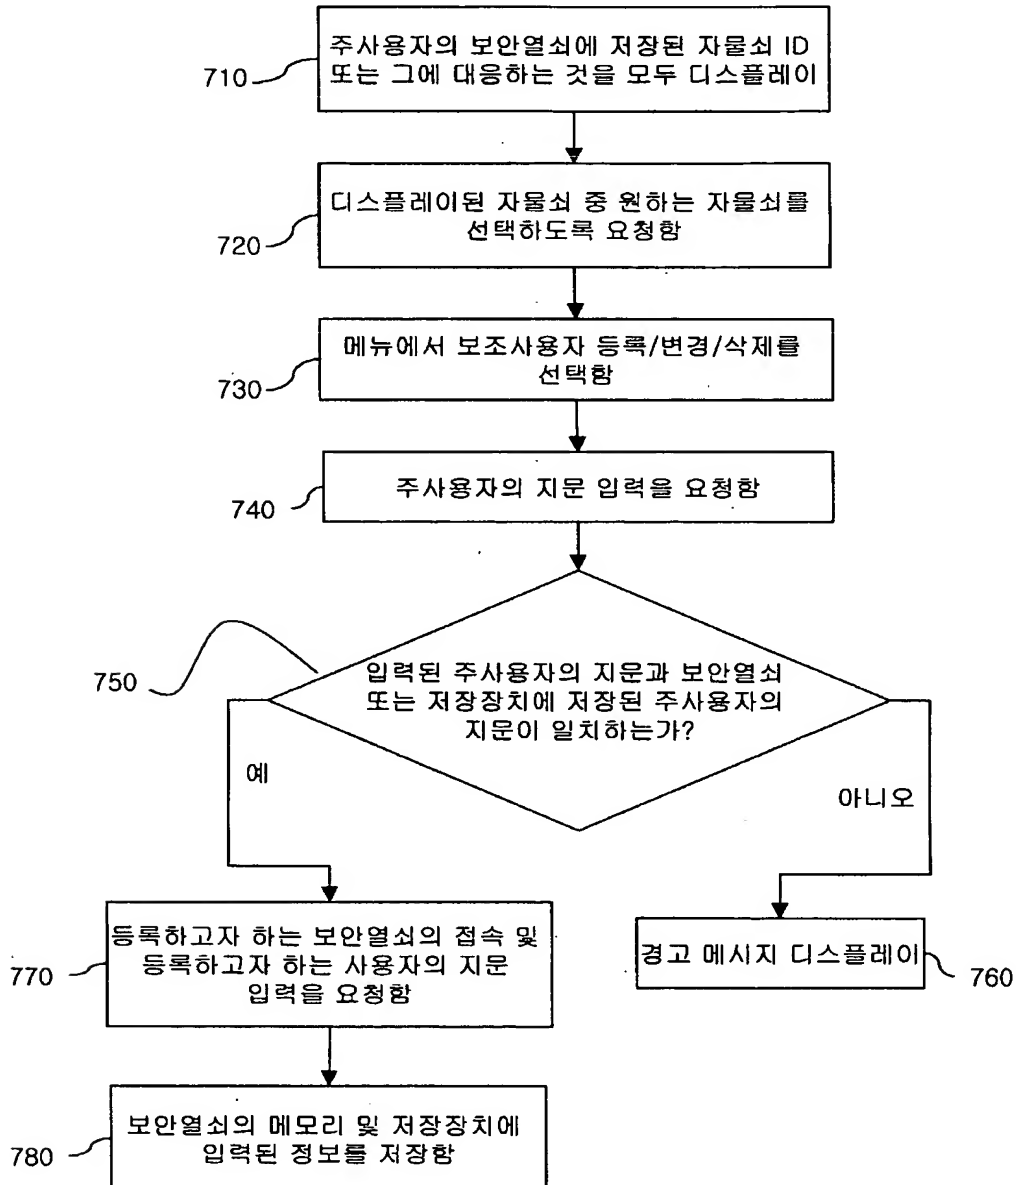 주사용자의 보안열쇠에 저장된 자물쇠 ID
또는 그에 대응하는 것을 모두 디스플레이
710
디스플레이된 자물쇠 중 원하는 자물쇠를
선택하도록 요청함
720
메뉴에서 보조사용자 등록/변경/삭제를
선택함
730
주사용자의 지문 입력을 요청함
740
입력된 주사용자의 지문과 보안열쇠
또는 저장장치에 저장된 주사용자의
지문이 일치하는가?
750
예
아니오
등록하고자 하는 보안열쇠의 접속 및
등록하고자 하는 사용자의 지문
입력을 요청함
770
경고 메시지 디스플레이
760
보안열쇠의 메모리 및 저장장치에
입력된 정보를 저장함
780